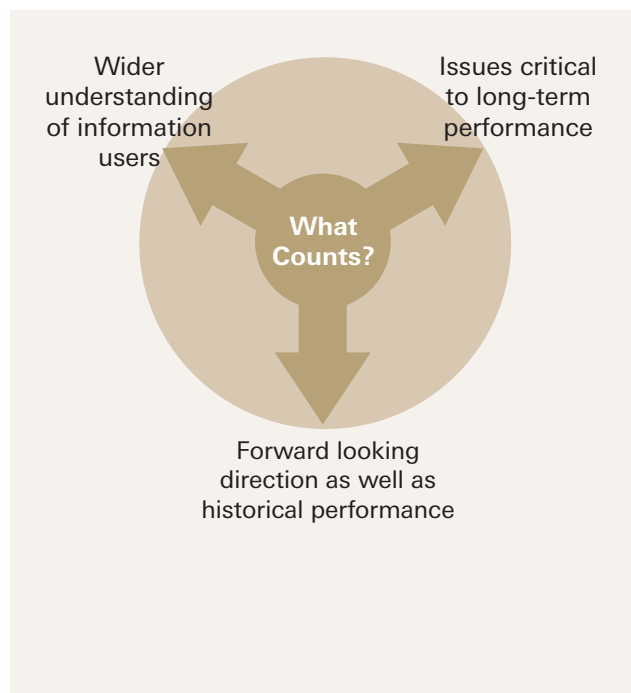 Wider
understanding
of information
users
Issues critical
to long-term
performance
What
Counts?
Forward looking
direction as well as
historical performance